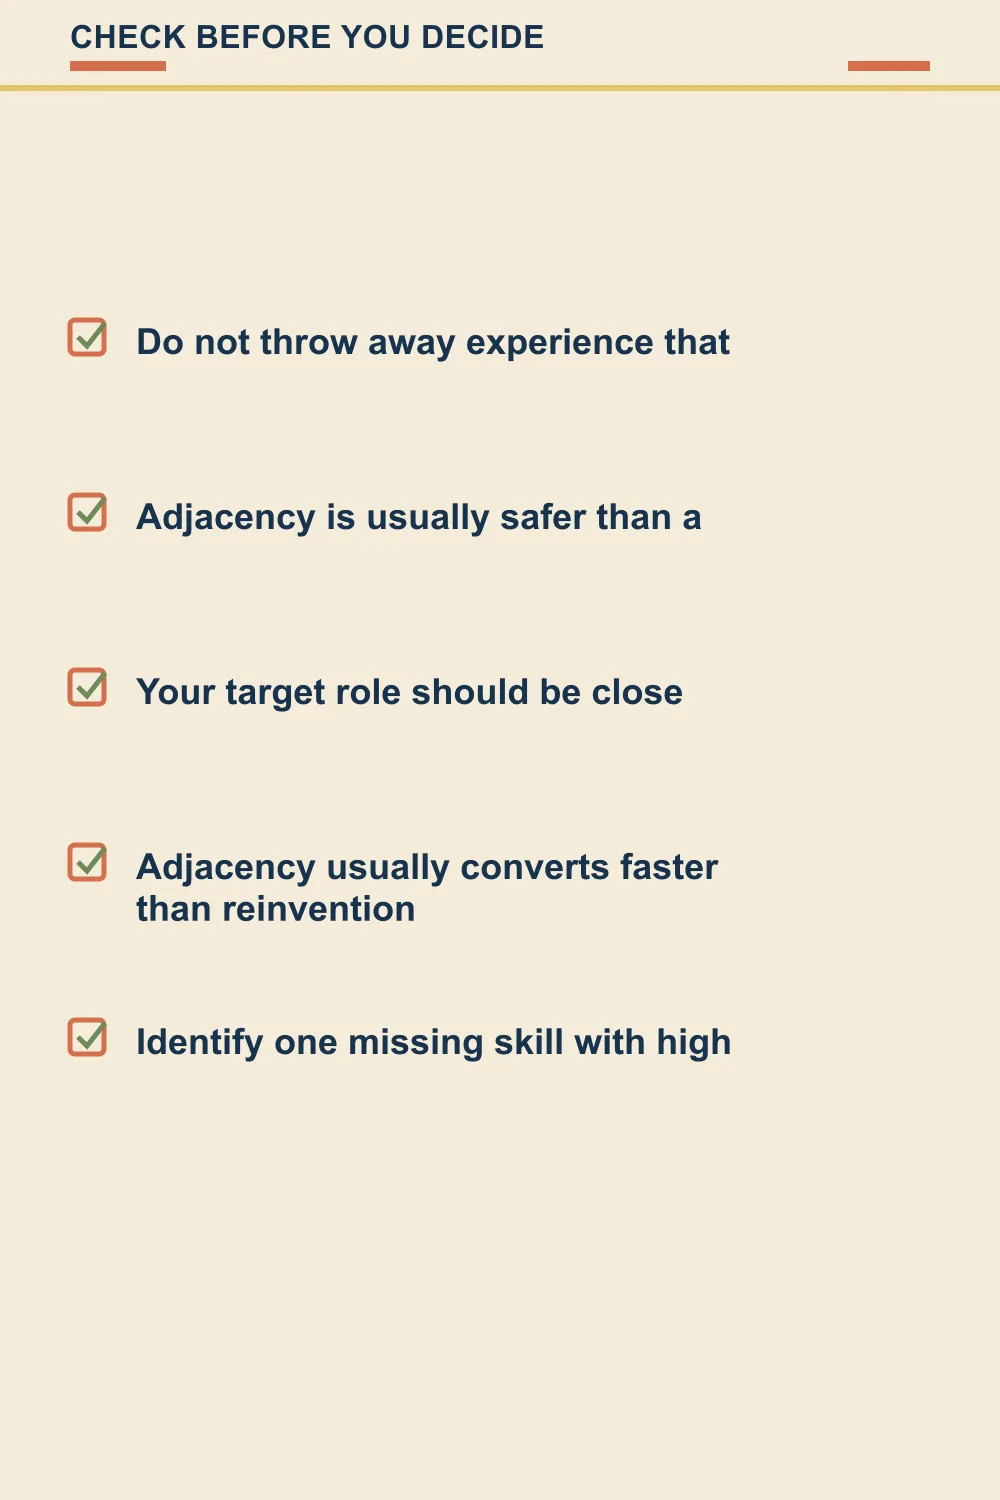 CHECK BEFORE YOU DECIDE
Do not throw away experience that
Adjacency is usually safer than a
Your target role should be close
Adjacency usually converts faster
than reinvention
Identify one missing skill with high